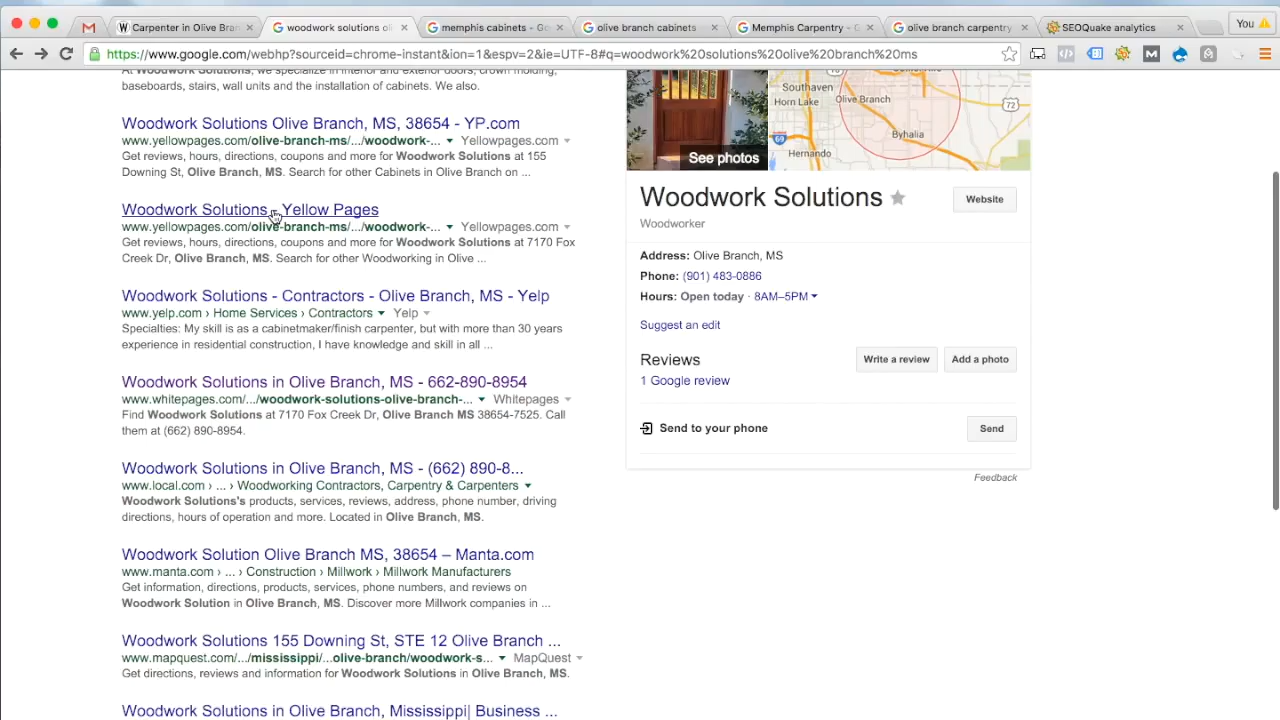 Carpenter in Olive Branch
woodwork solutions oli
memphis cabinets - Go
olive branch cabinets
Memphis Carpentry - G
olive branch carpentry
SEOQuake analytics
You
https://www.google.com/webhp?sourceid=chrome-instant&ion=1&espv=2&ie=UTF-8#q=woodwork%20solutions%20olive%20branch%20ms
At Woodwork Solutions, we specialize in interior and exterior doors, crown molding,
baseboards, stairs, wall units and the installation of cabinets. We also.
Woodwork Solutions Olive Branch, MS, 38654 - YP.com
www.yellowpages.com/olive-branch-ms/.../woodwork-... Yellowpages.com
Get reviews, hours, directions, coupons and more for Woodwork Solutions at 155
Downing St, Olive Branch, MS. Search for other Cabinets in Olive Branch on ...
Woodwork Solutions - Yellow Pages
www.yellowpages.com/olive-branch-ms/.../woodwork-... Yellowpages.com
Get reviews, hours, directions, coupons and more for Woodwork Solutions at 7170 Fox
Creek Dr, Olive Branch, MS. Search for other Woodworking in Olive ...
Woodwork Solutions - Contractors - Olive Branch, MS - Yelp
www.yelp.com › Home Services › Contractors Yelp
Specialties: My skill is as a cabinetmaker/finish carpenter, but with more than 30 years
experience in residential construction, I have knowledge and skill in all ...
Woodwork Solutions in Olive Branch, MS - 662-890-8954
www.whitepages.com/.../woodwork-solutions-olive-branch-... Whitepages
Find Woodwork Solutions at 7170 Fox Creek Dr, Olive Branch MS 38654-7525. Call
them at (662) 890-8954.
Woodwork Solutions in Olive Branch, MS - (662) 890-8...
www.local.com › ... › Woodworking Contractors, Carpentry & Carpenters
Woodwork Solutions's products, services, reviews, address, phone number, driving
directions, hours of operation and more. Located in Olive Branch, MS.
Woodwork Solution Olive Branch MS, 38654 – Manta.com
www.manta.com › ... › Construction › Millwork › Millwork Manufacturers
Get information, directions, products, services, phone numbers, and reviews on
Woodwork Solution in Olive Branch, MS. Discover more Millwork companies in ...
Woodwork Solutions 155 Downing St, STE 12 Olive Branch ...
www.mapquest.com/.../mississippi/...olive-branch/woodwork-s... MapQuest
Get directions, reviews and information for Woodwork Solutions in Olive Branch, MS.
Woodwork Solutions in Olive Branch, Mississippi| Business ...
Southaven
Horn Lake
Olive Branch
72
Byhalia
69
Hernando
See photos
Woodwork Solutions
Website
Woodworker
Address: Olive Branch, MS
Phone: (901) 483-0886
Hours: Open today · 8AM–5PM
Suggest an edit
Reviews
Write a review
Add a photo
1 Google review
Send to your phone
Send
Feedback